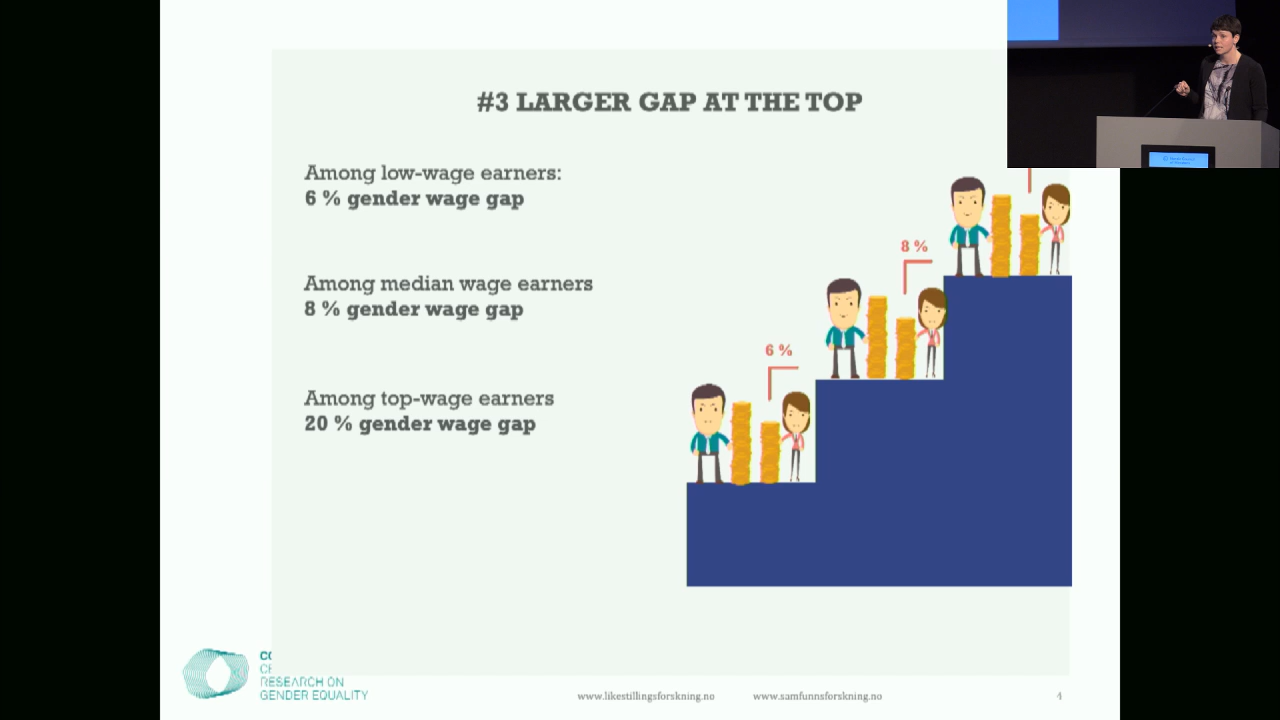 #3 LARGER GAP AT THE TOP
Among low-wage earners:
6 % gender wage gap
Among median wage earners
8 % gender wage gap
Among top-wage earners
20 % gender wage gap
8 %
6 %
RESEARCH ON
GENDER EQUALITY
www.likestillingsforskning.no
www.samfunnsforskning.no
4